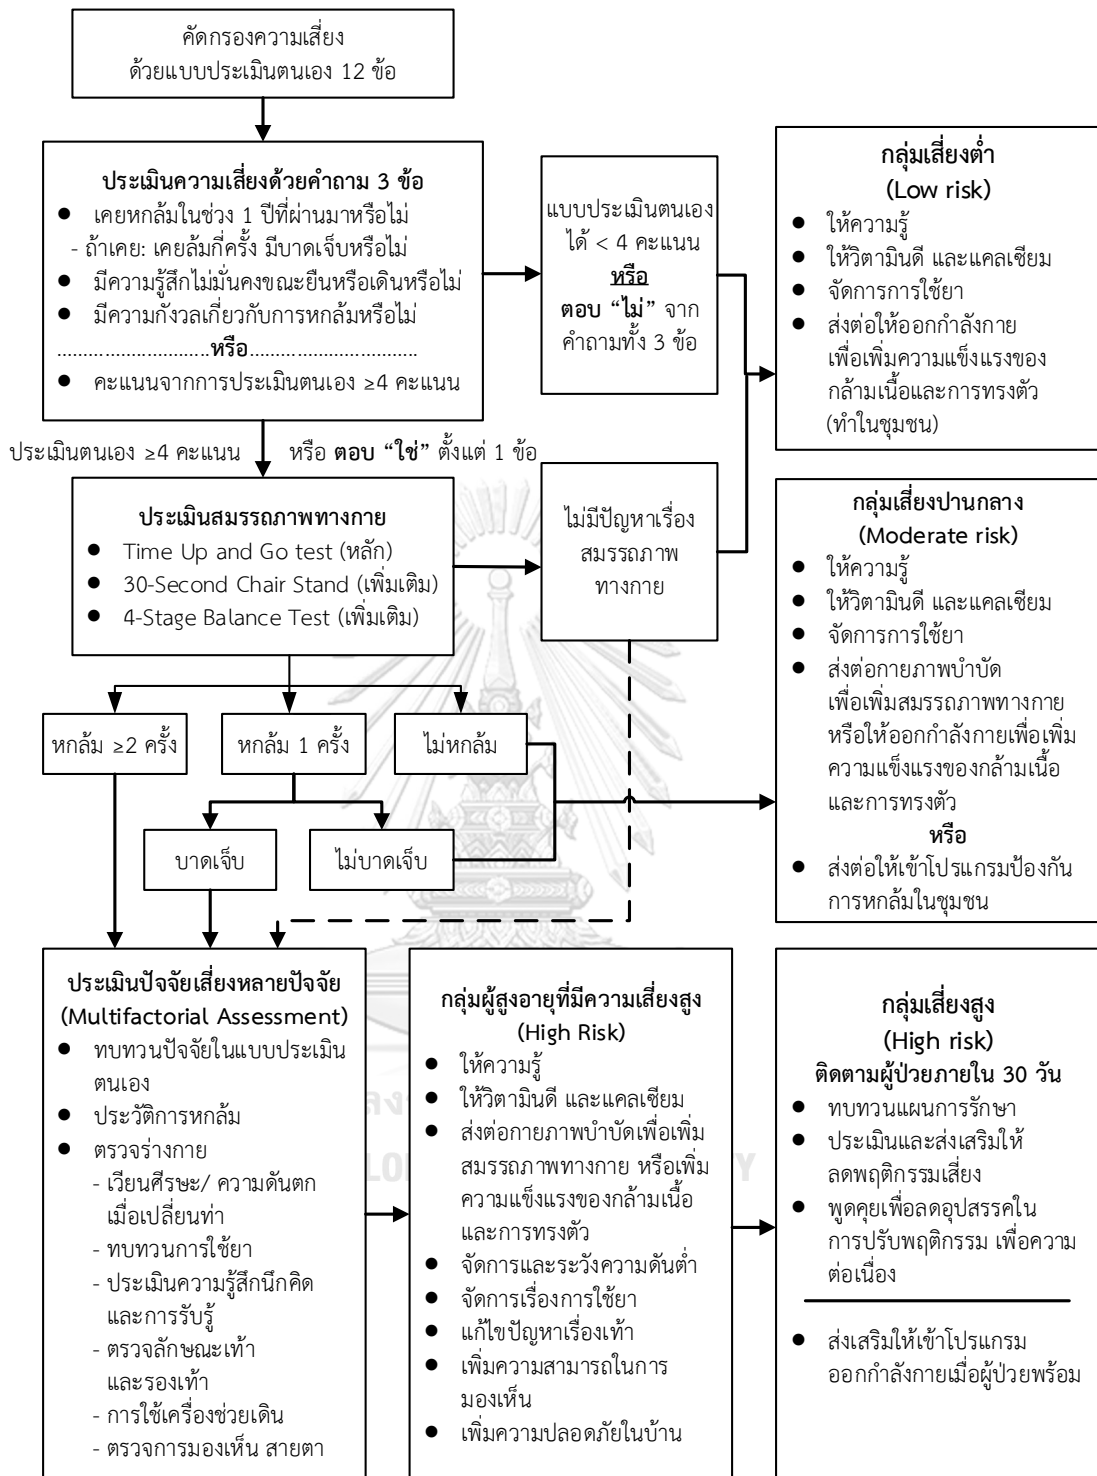 คัดกรองความเสี่ยง
ด้วยแบบประเมินตนเอง 12 ข้อ
ประเมินความเสี่ยงด้วยคำถาม 3 ข้อ
● เคยหกล้มในช่วง 1 ปีที่ผ่านมาหรือไม่
- ถ้าเคย: เคยล้มกี่ครั้ง มีบาดเจ็บหรือไม่
● มีความรู้สึกไม่มั่นคงขณะยืนหรือเดินหรือไม่
● มีความกังวลเกี่ยวกับการหกล้มหรือไม่
.............................หรือ................................
● คะแนนจากการประเมินตนเอง ≥4 คะแนน
แบบประเมินตนเอง
ได้ < 4 คะแนน
หรือ
ตอบ “ไม่” จาก
คำถามทั้ง 3 ข้อ
กลุ่มเสี่ยงต่ำ
(Low risk)
● ให้ความรู้
● ให้วิตามินดี และแคลเซียม
● จัดการการใช้ยา
● ส่งต่อให้ออกกำลังกาย
เพื่อเพิ่มความแข็งแรงของ
กล้ามเนื้อและการทรงตัว
(ทำในชุมชน)
ประเมินตนเอง ≥4 คะแนน หรือ ตอบ “ใช่” ตั้งแต่ 1 ข้อ
ประเมินสมรรถภาพทางกาย
● Time Up and Go test (หลัก)
● 30-Second Chair Stand (เพิ่มเติม)
● 4-Stage Balance Test (เพิ่มเติม)
ไม่มีปัญหาเรื่อง
สมรรถภาพ
ทางกาย
กลุ่มเสี่ยงปานกลาง
(Moderate risk)
● ให้ความรู้
● ให้วิตามินดี และแคลเซียม
● จัดการการใช้ยา
● ส่งต่อกายภาพบำบัด
เพื่อเพิ่มสมรรถภาพทางกาย
หรือให้ออกกำลังกายเพื่อเพิ่ม
ความแข็งแรงของกล้ามเนื้อ
และการทรงตัว
หรือ
● ส่งต่อให้เข้าโปรแกรมป้องกัน
การหกล้มในชุมชน
หกล้ม ≥2 ครั้ง
หกล้ม 1 ครั้ง
ไม่หกล้ม
บาดเจ็บ
ไม่บาดเจ็บ
ประเมินปัจจัยเสี่ยงหลายปัจจัย
(Multifactorial Assessment)
● ทบทวนปัจจัยในแบบประเมิน
ตนเอง
● ประวัติการหกล้ม
● ตรวจร่างกาย
- เวียนศีรษะ/ ความดันตก
เมื่อเปลี่ยนท่า
- ทบทวนการใช้ยา
- ประเมินความรู้สึกนึกคิด
และการรับรู้
- ตรวจลักษณะเท้า
และรองเท้า
- การใช้เครื่องช่วยเดิน
- ตรวจการมองเห็น สายตา
กลุ่มผู้สูงอายุที่มีความเสี่ยงสูง
(High Risk)
● ให้ความรู้
● ให้วิตามินดี และแคลเซียม
● ส่งต่อกายภาพบำบัดเพื่อเพิ่ม
สมรรถภาพทางกาย หรือเพิ่ม
ความแข็งแรงของกล้ามเนื้อ
และการทรงตัว
● จัดการและระวังความดันต่ำ
● จัดการเรื่องการใช้ยา
● แก้ไขปัญหาเรื่องเท้า
● เพิ่มความสามารถในการ
มองเห็น
● เพิ่มความปลอดภัยในบ้าน
กลุ่มเสี่ยงสูง
(High risk)
ติดตามผู้ป่วยภายใน 30 วัน
● ทบทวนแผนการรักษา
● ประเมินและส่งเสริมให้
ลดพฤติกรรมเสี่ยง
● พูดคุยเพื่อลดอุปสรรคใน
การปรับพฤติกรรม เพื่อความ
ต่อเนื่อง
● ส่งเสริมให้เข้าโปรแกรม
ออกกำลังกายเมื่อผู้ป่วยพร้อม